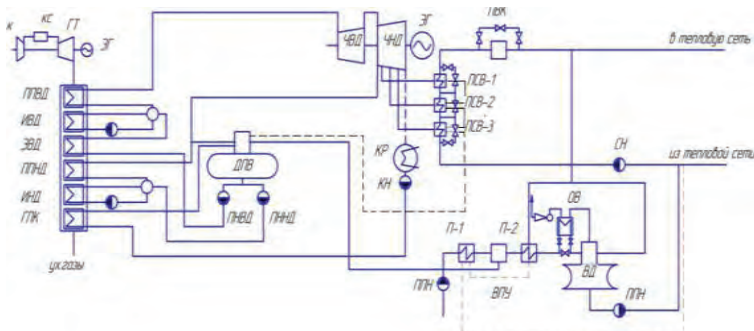 К
КС
ГТ
ЭГ
ЧВД
ЧНД
ЭГ
ПВК
в тепловую сеть
ППВД
ИВД
ЭВД
ППНД
ИНД
ГПК
ух.газы
ДПВ
ПНВД
ПННД
КР
КН
ПСВ-1
ПСВ-2
ПСВ-3
СН
из тепловой сети
П-1
П-2
ОВ
ВД
ППН
ВПУ
ППН